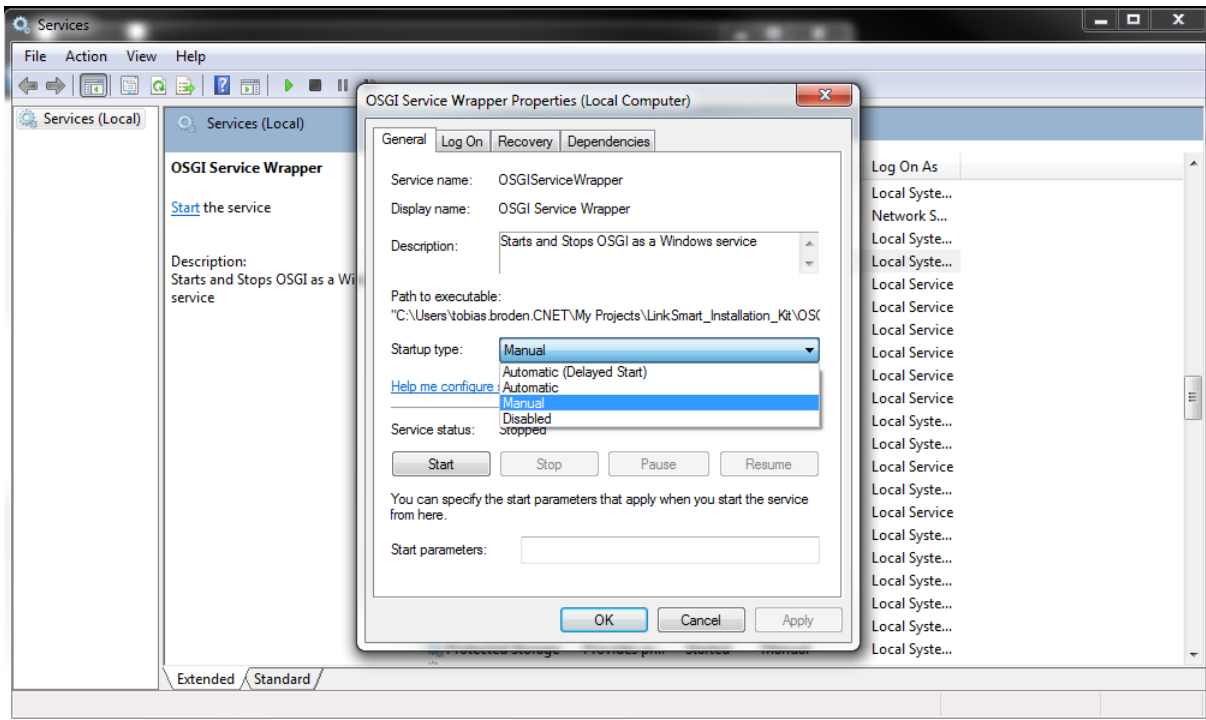 Services
File Action View Help
Services (Local)
Services (Local)
OSGI Service Wrapper
Start the service
Description:
Starts and Stops OSGI as a Wi
service
OSGI Service Wrapper Properties (Local Computer)
General Log On Recovery Dependencies
Service name: OSGIServiceWrapper
Display name: OSGI Service Wrapper
Description: Starts and Stops OSGI as a Windows service
Path to executable:
"C:\Users\tobias.broden.CNET\My Projects\LinkSmart_Installation_Kit\OSG
Startup type: Manual
Automatic (Delayed Start)
Help me configure s
Automatic
Manual
Disabled
Service status: Stopped
Start Stop Pause Resume
You can specify the start parameters that apply when you start the service
from here.
Start parameters:
OK Cancel Apply
Log On As
Local Syste...
Network S...
Local Syste...
Local Syste...
Local Service
Local Service
Local Service
Local Service
Local Service
Local Service
Local Syste...
Local Syste...
Local Service
Local Syste...
Local Service
Local Syste...
Local Syste...
Local Syste...
Local Syste...
Local Syste...
Protected Storage Provides pr... Started Manual Local Syste...
Extended Standard